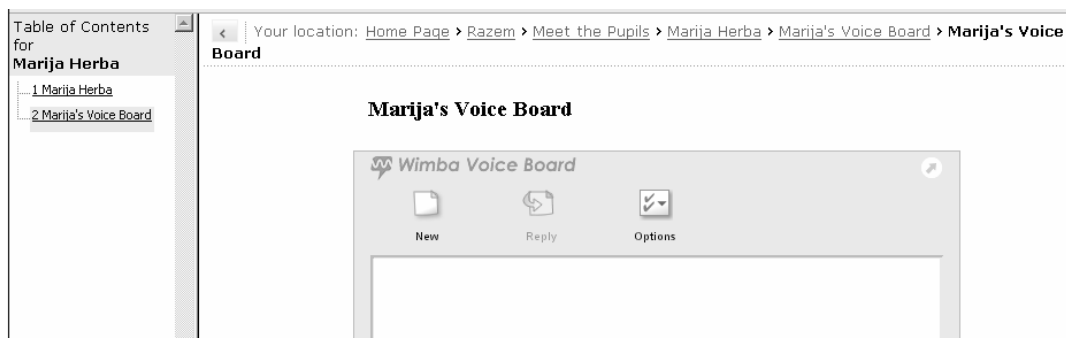 Table of Contents
for
Marija Herba
1 Marija Herba
2 Marija's Voice Board
Your location: Home Page > Razem > Meet the Pupils > Marija Herba > Marija's Voice Board > Marija's Voice
Board
Marija's Voice Board
Wimba Voice Board
New Reply Options